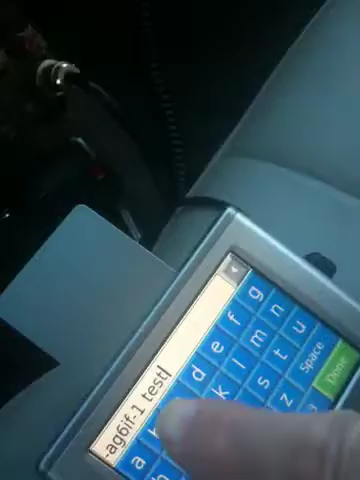 -ag6if-1 test
d e f g
k l m n
s t u
z Space
a Done